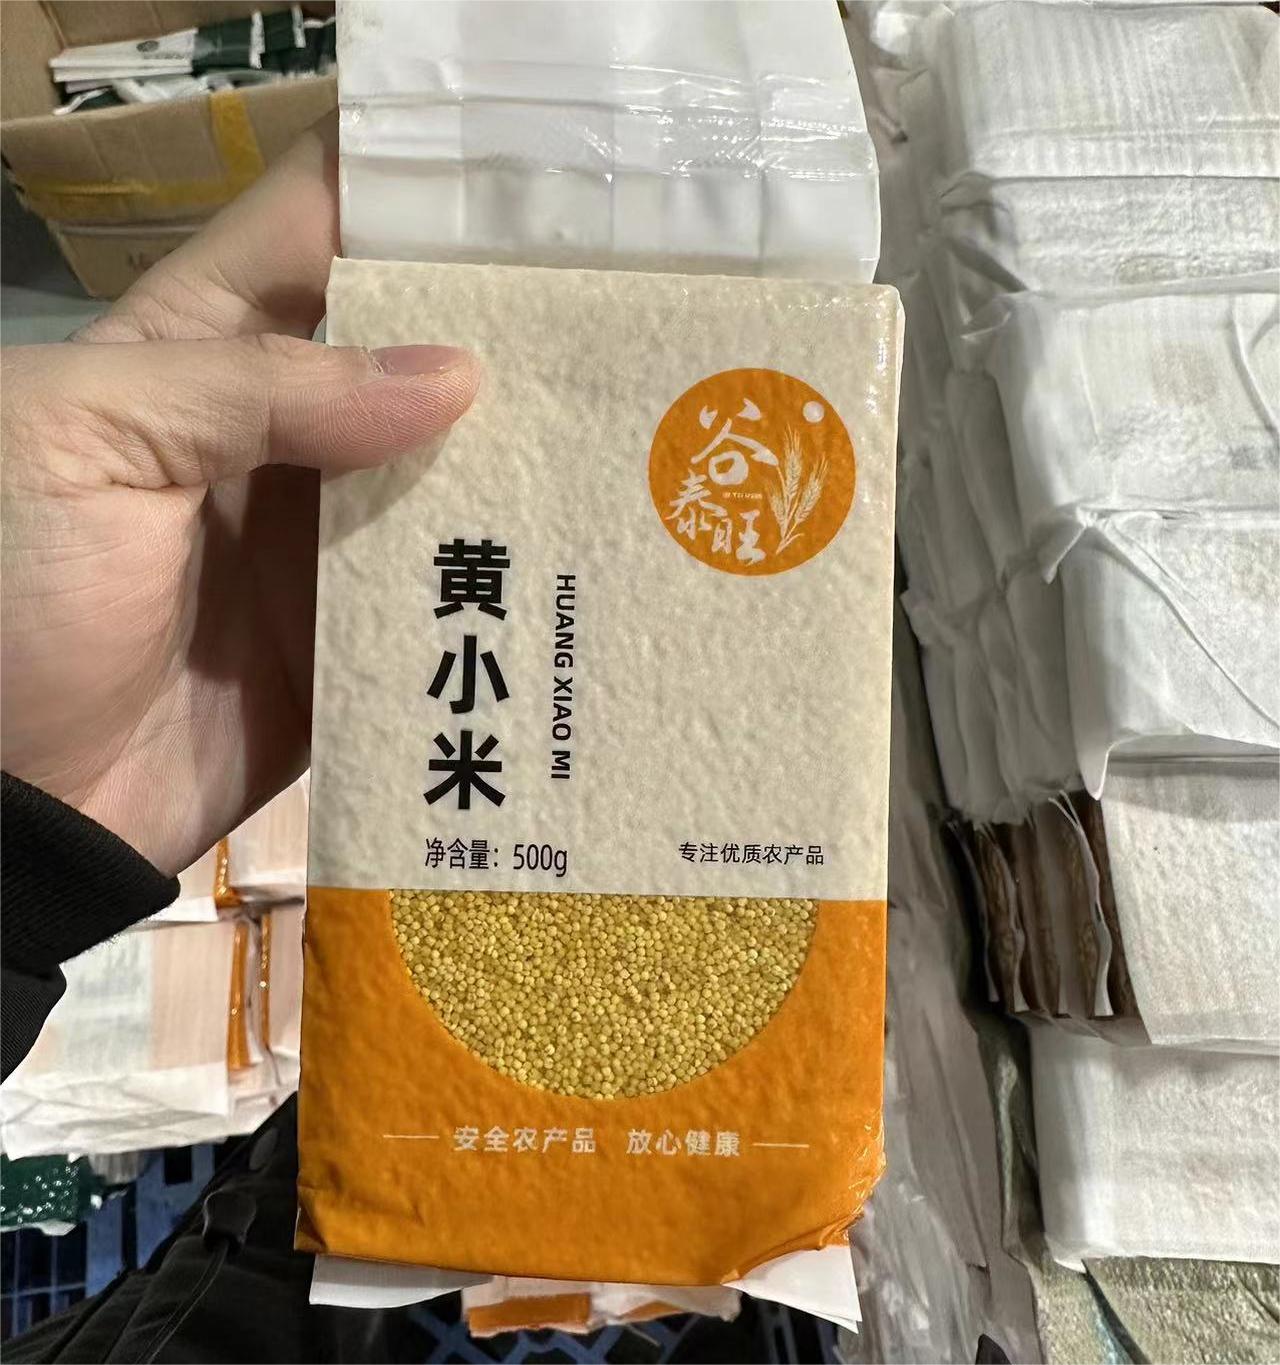 谷
泰旺
黄小米
HUANG XIAO MI
净含量：500g
专注优质农产品
安全农产品 放心健康